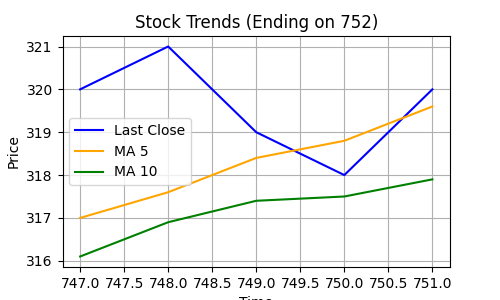 Stock Trends (Ending on 752)
321
320
319
318
317
316
Price
Last Close
MA 5
MA 10
747.0 747.5 748.0 748.5 749.0 749.5 750.0 750.5 751.0
Time